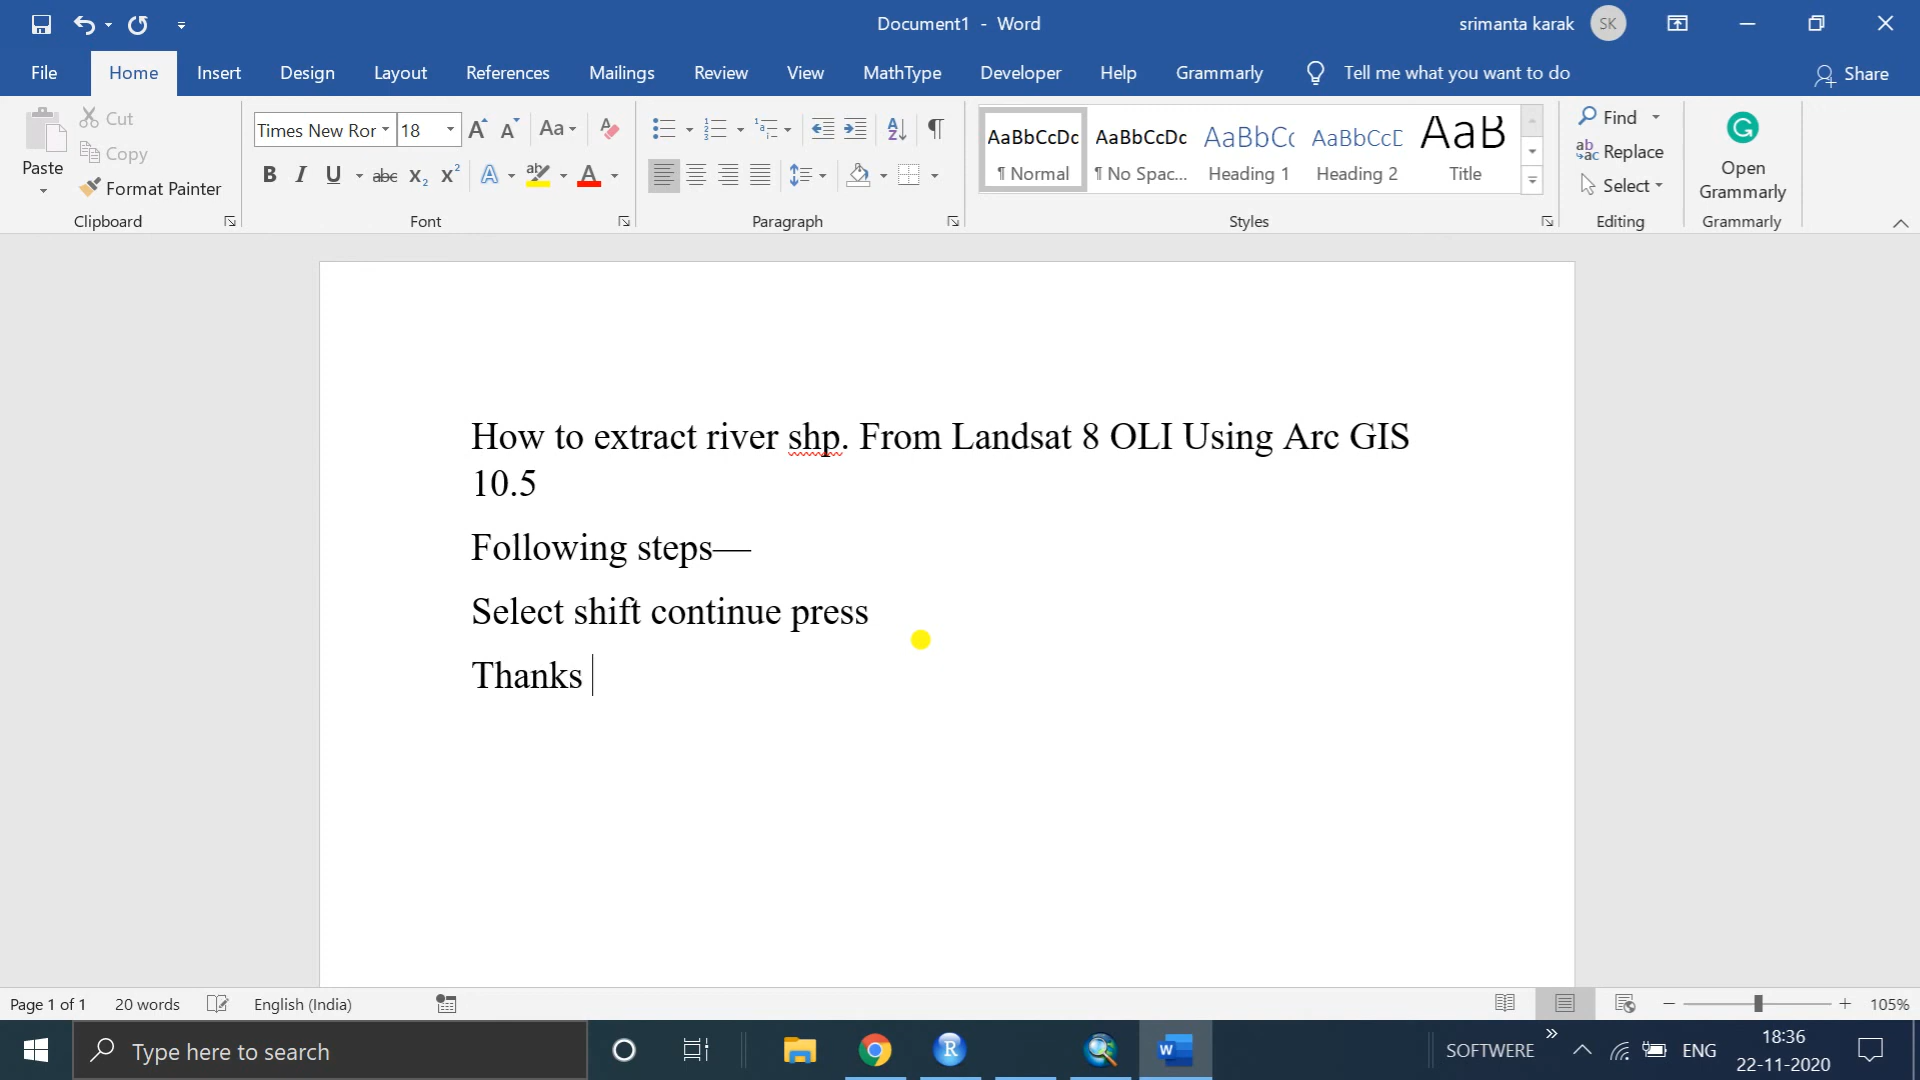 Document1 - Word
srimanta karak SK
File Home Insert Design Layout References Mailings Review View MathType Developer Help Grammarly Tell me what you want to do Share
Paste
Cut
Copy
Format Painter
Clipboard
Times New Ror 18
Font
Paragraph
AaBbCcDc AaBbCcDc AaBbC AaBbCcD AaB
¶ Normal ¶ No Spac... Heading 1 Heading 2 Title
Styles
Find
Replace
Select
Editing
Open
Grammarly
Grammarly
How to extract river shp. From Landsat 8 OLI Using Arc GIS
10.5
Following steps—
Select shift continue press
Thanks
Page 1 of 1 20 words English (India) 105%
Type here to search
SOFTWERE ENG 18:36
22-11-2020